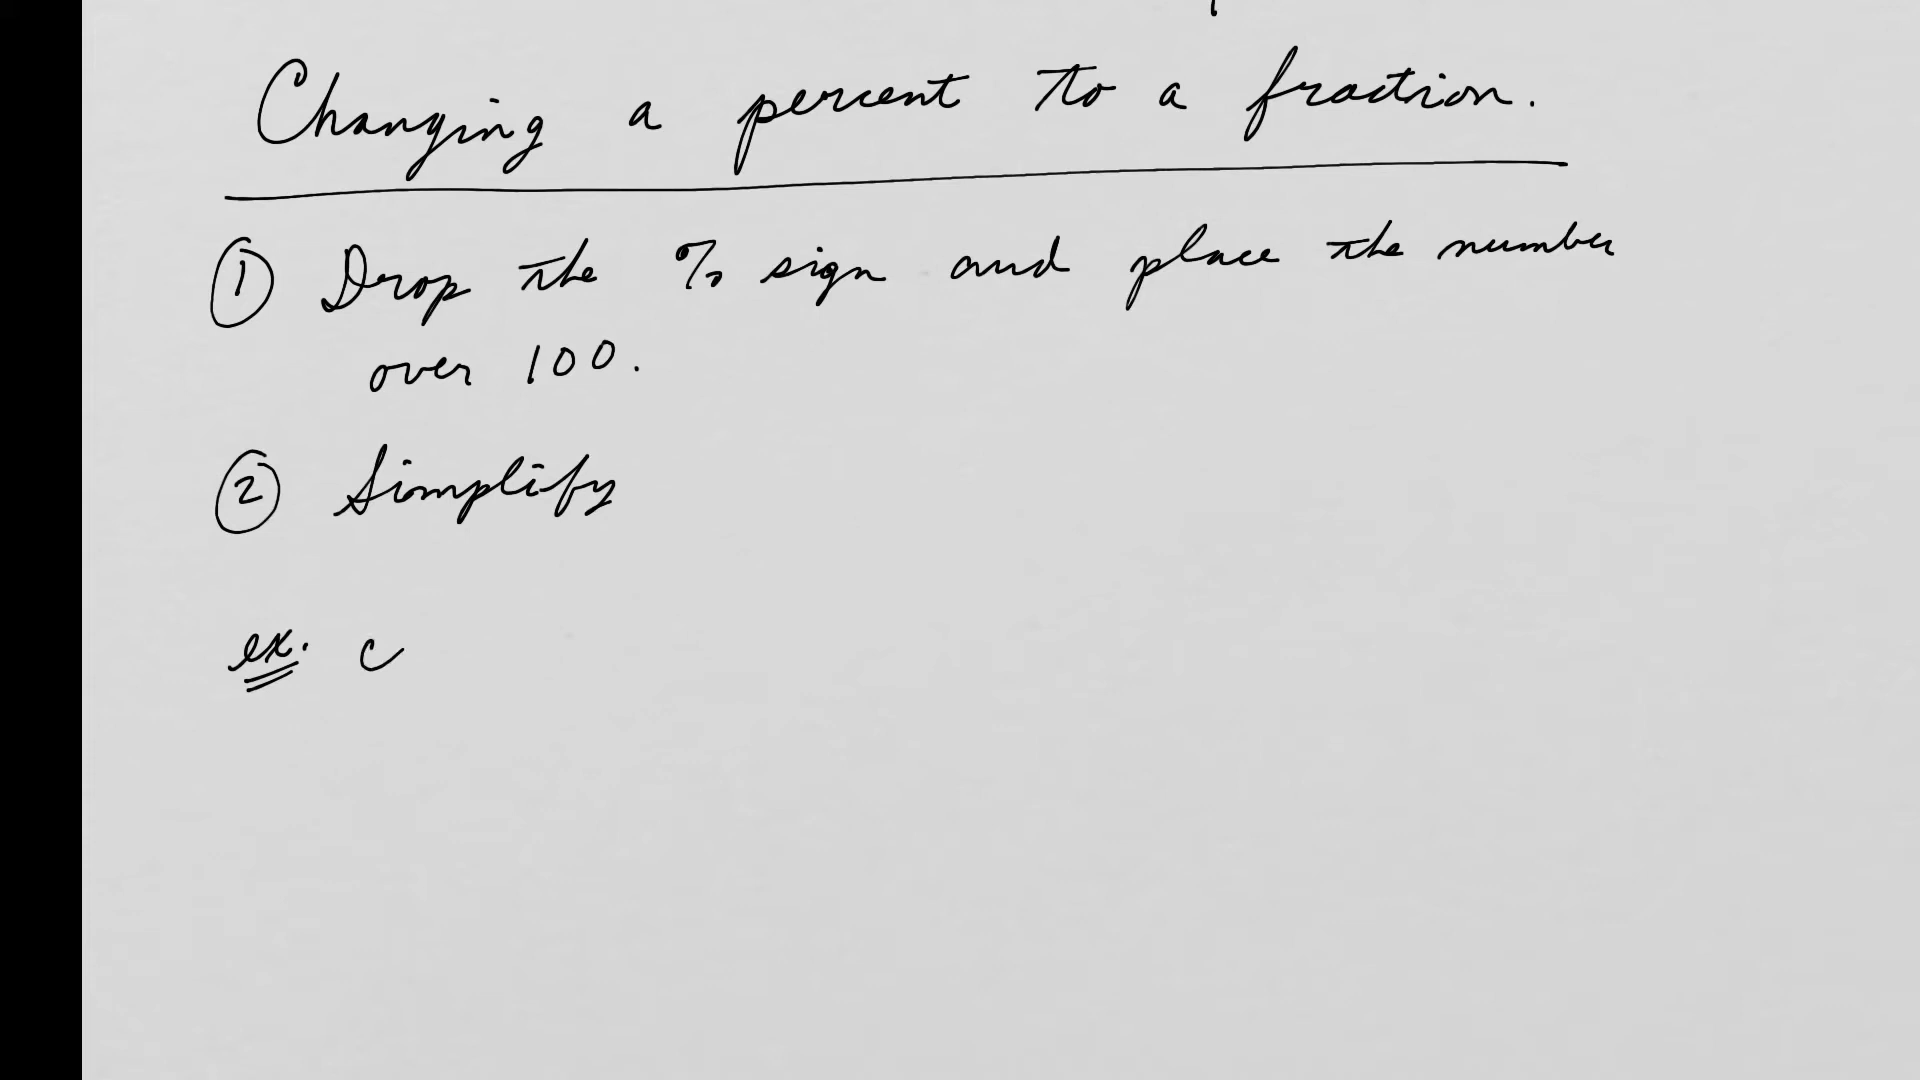 Changing a percent to a fraction.
① Drop the % sign and place the number
over 100.
② Simplify
ex. c